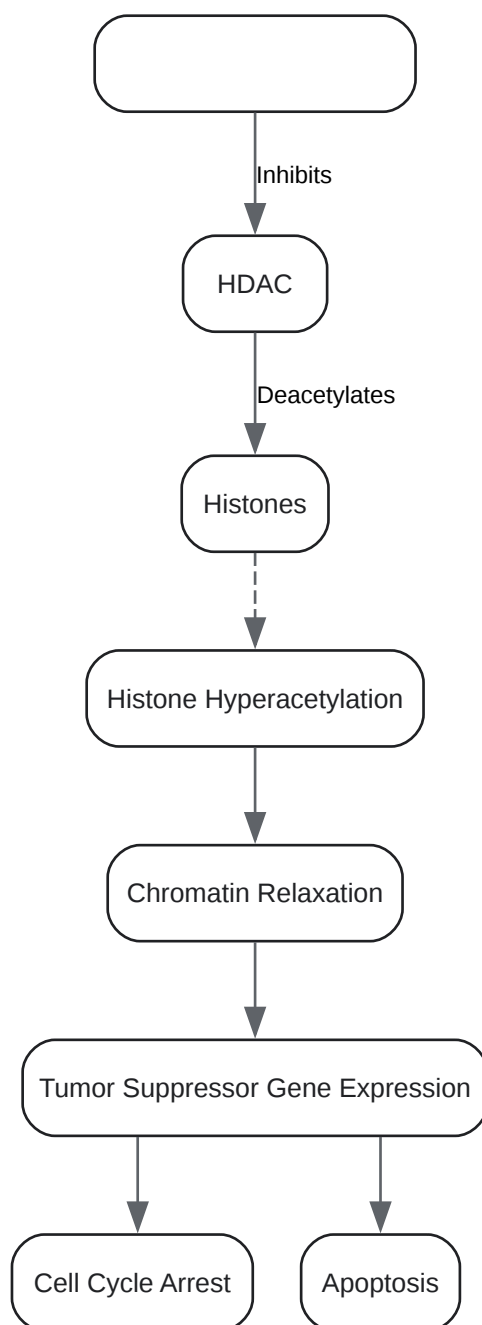 Inhibits
HDAC
Deacetylates
Histones
Histone Hyperacetylation
Chromatin Relaxation
Tumor Suppressor Gene Expression
Cell Cycle Arrest
Apoptosis